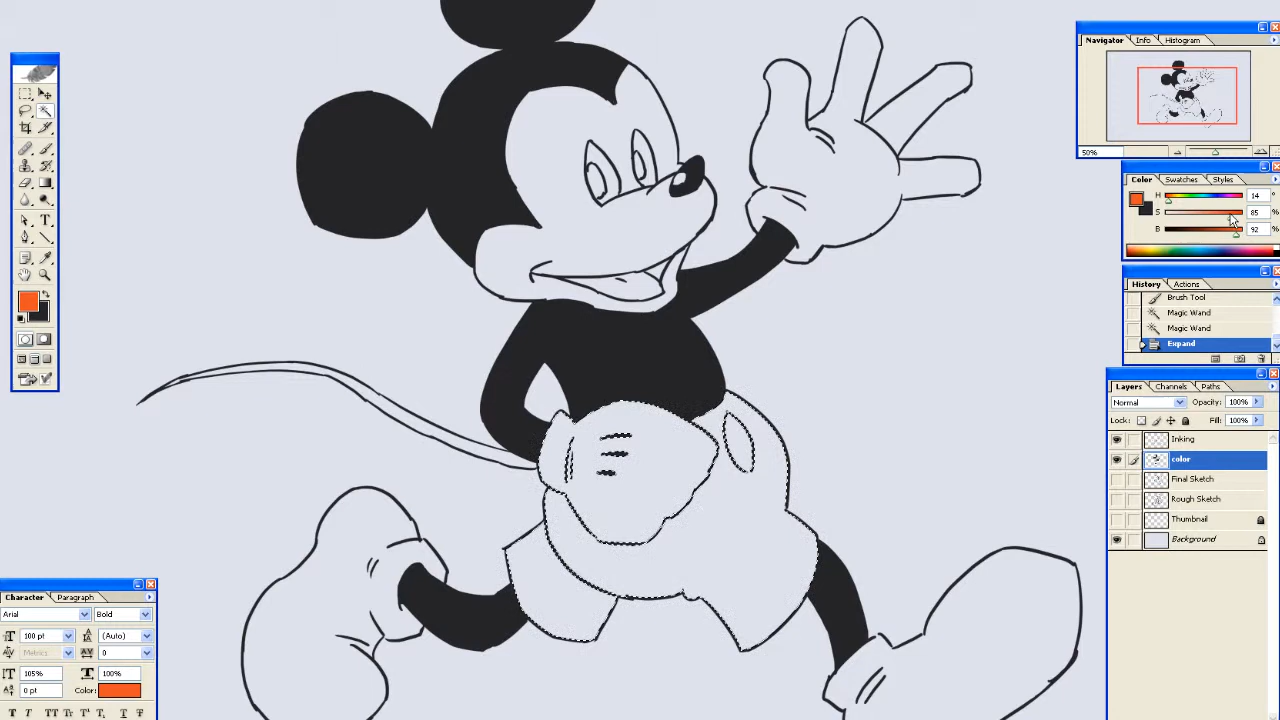 Navigator Info Histogram
50%
Color Swatches Styles
H 14 °
S 85 %
B 92 %
History Actions
Brush Tool
Magic Wand
Magic Wand
Expand
Layers Channels Paths
Normal Opacity: 100%
Lock: Fill: 100%
Inking
color
Final Sketch
Rough Sketch
Thumbnail
Background
Character Paragraph
Arial Bold
100 pt (Auto)
Metrics 0
105% 100%
0 pt Color:
T T TT Tr T' T, T T